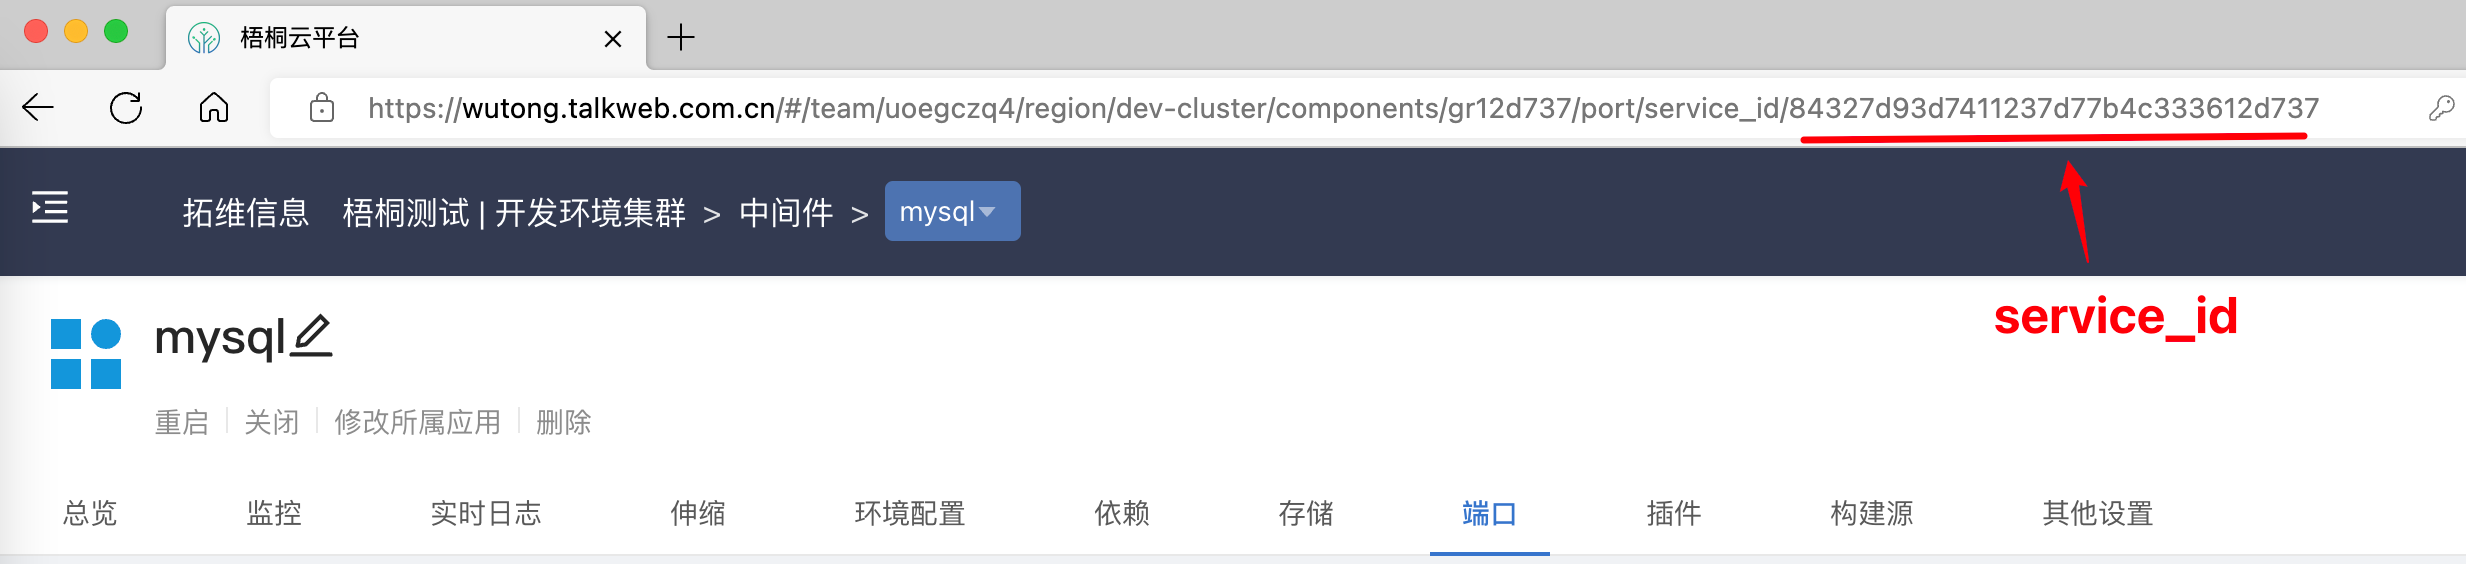 梧桐云平台
https://wutong.talkweb.com.cn/#/team/uoegczq4/region/dev-cluster/components/gr12d737/port/service_id/84327d93d7411237d77b4c333612d737
拓维信息 梧桐测试 | 开发环境集群 > 中间件 > mysql
service_id
mysql
重启 关闭 修改所属应用 删除
总览 监控 实时日志 伸缩 环境配置 依赖 存储 端口 插件 构建源 其他设置